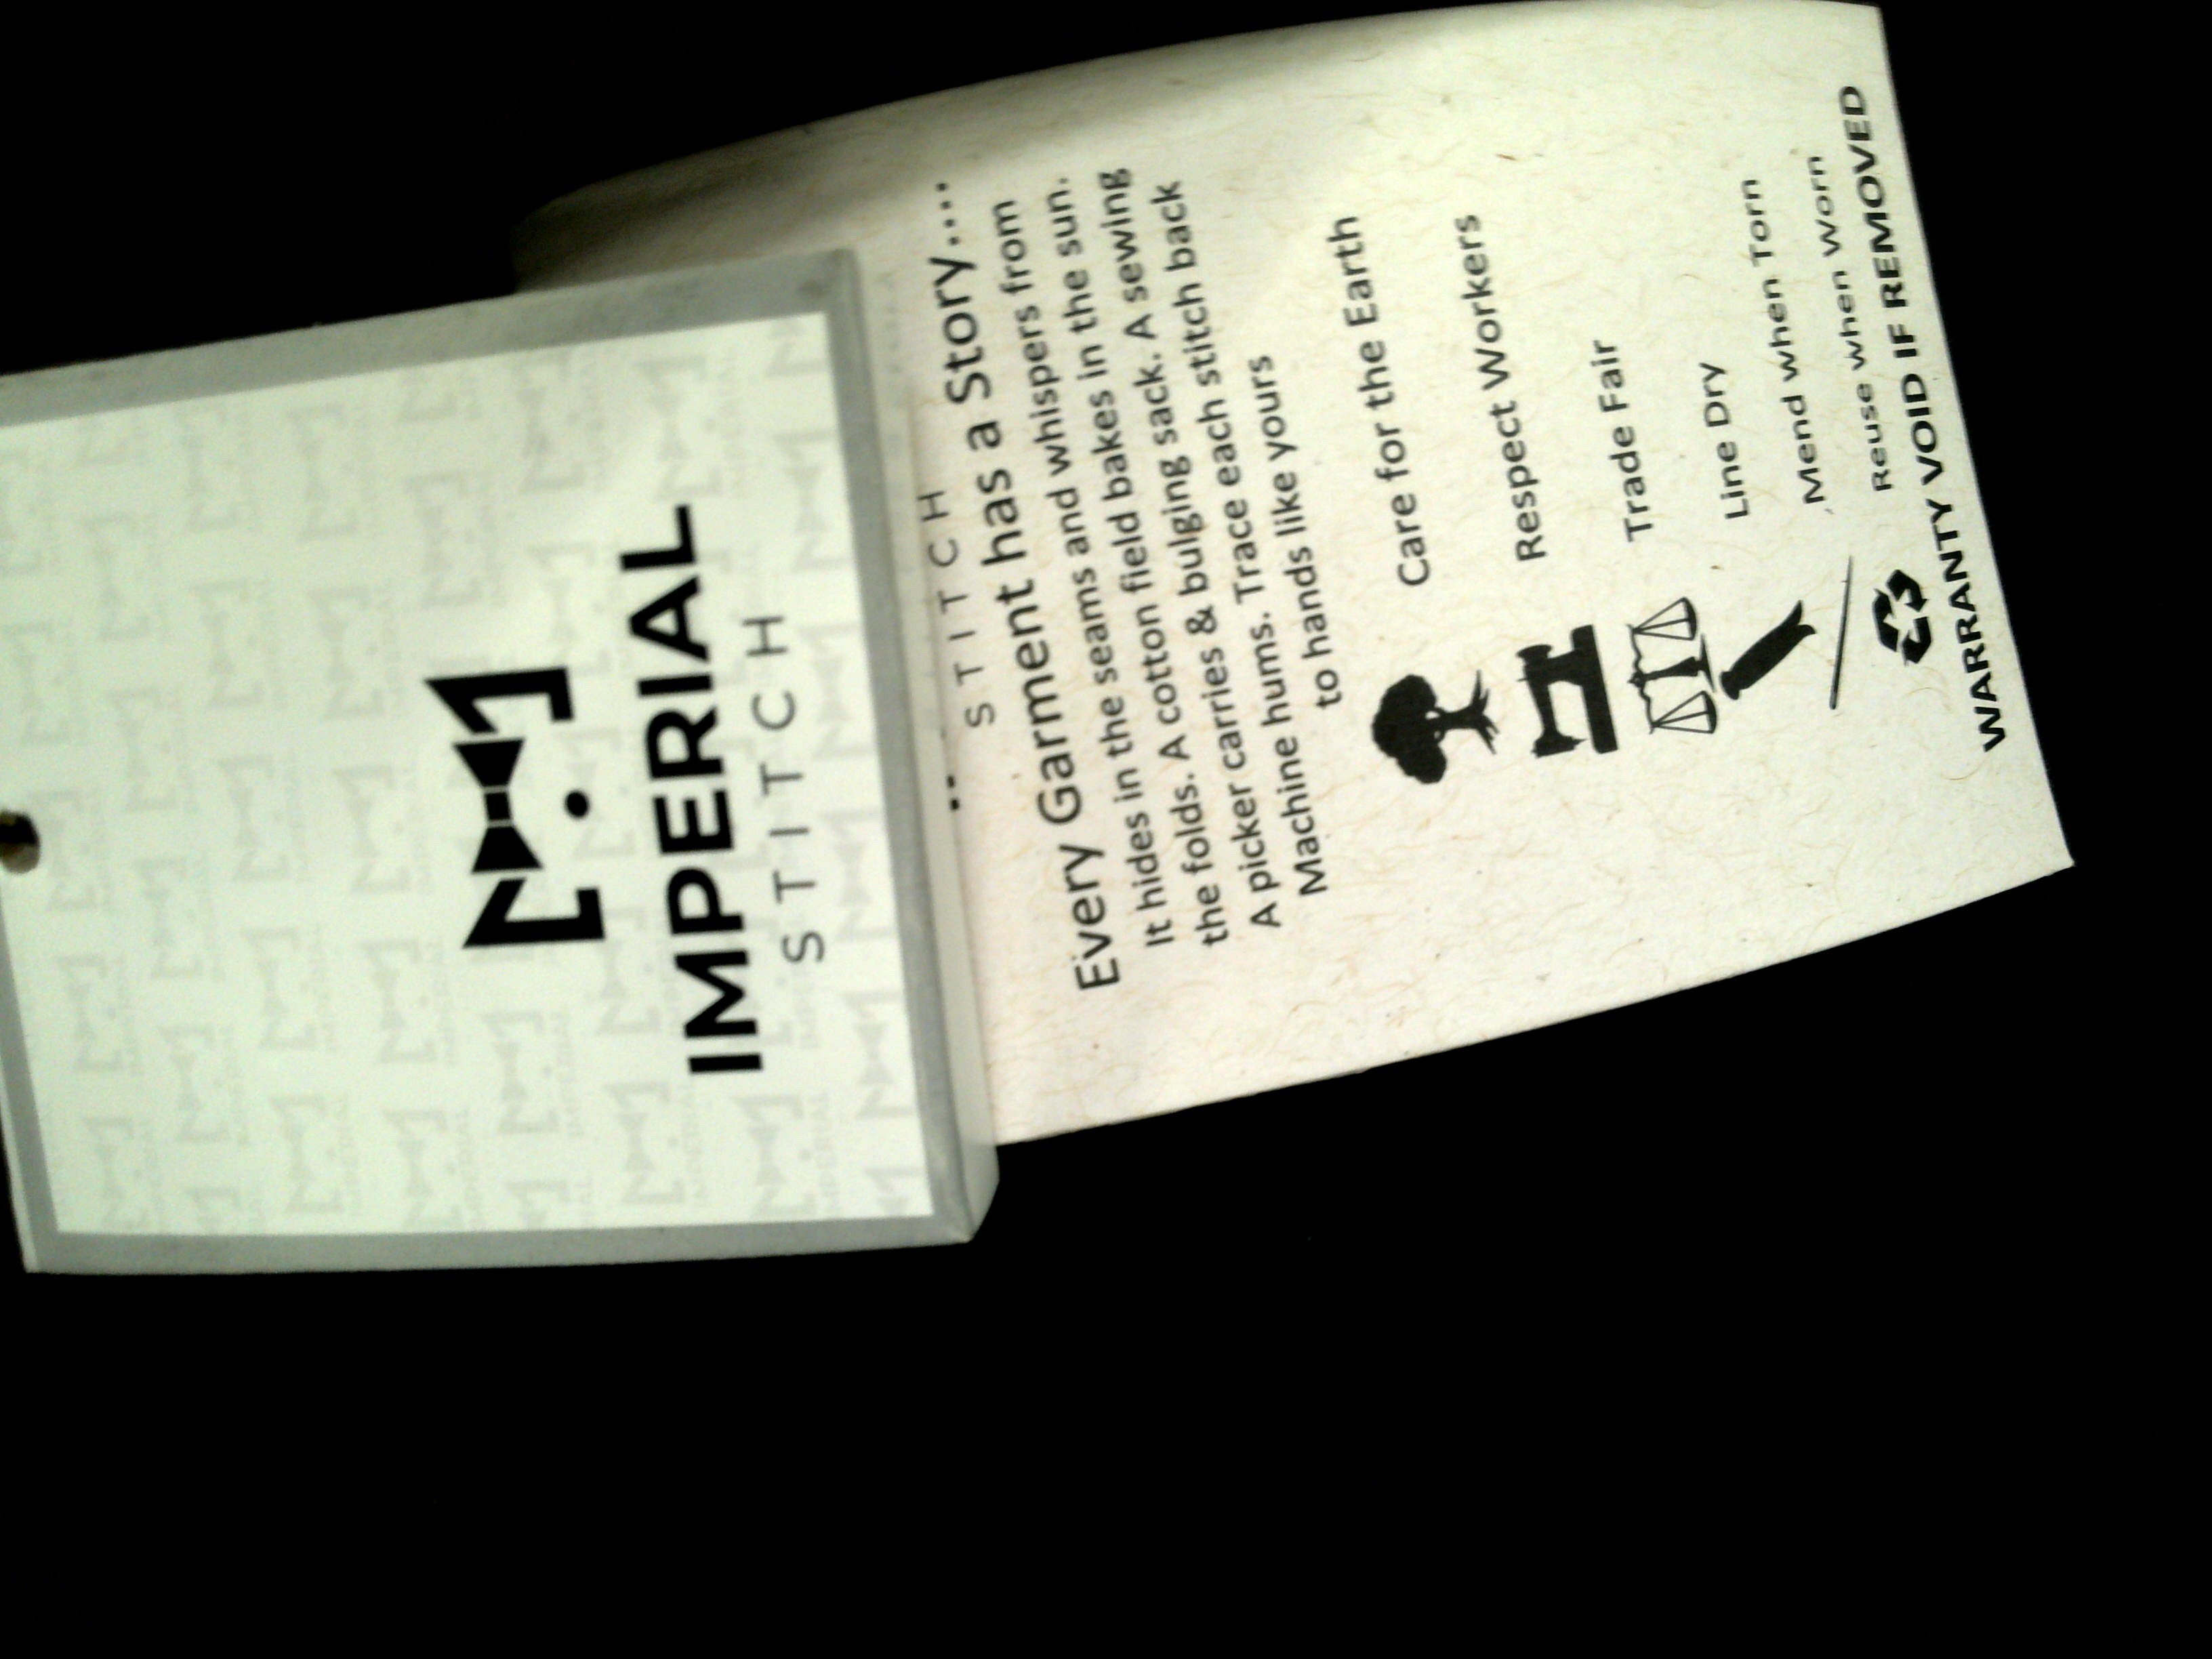 IMPERIAL
STITCH
STITCH
Every Garment has a Story....
It hides in the seams and whispers from
the folds. A cotton field bakes in the sun.
A picker carries & bulging sack. A sewing
Machine hums. Trace each stitch back
to hands like yours
Care for the Earth
Respect Workers
Trade Fair
Line Dry
Mend when Torn
Reuse when Worn
WARRANTY VOID IF REMOVED